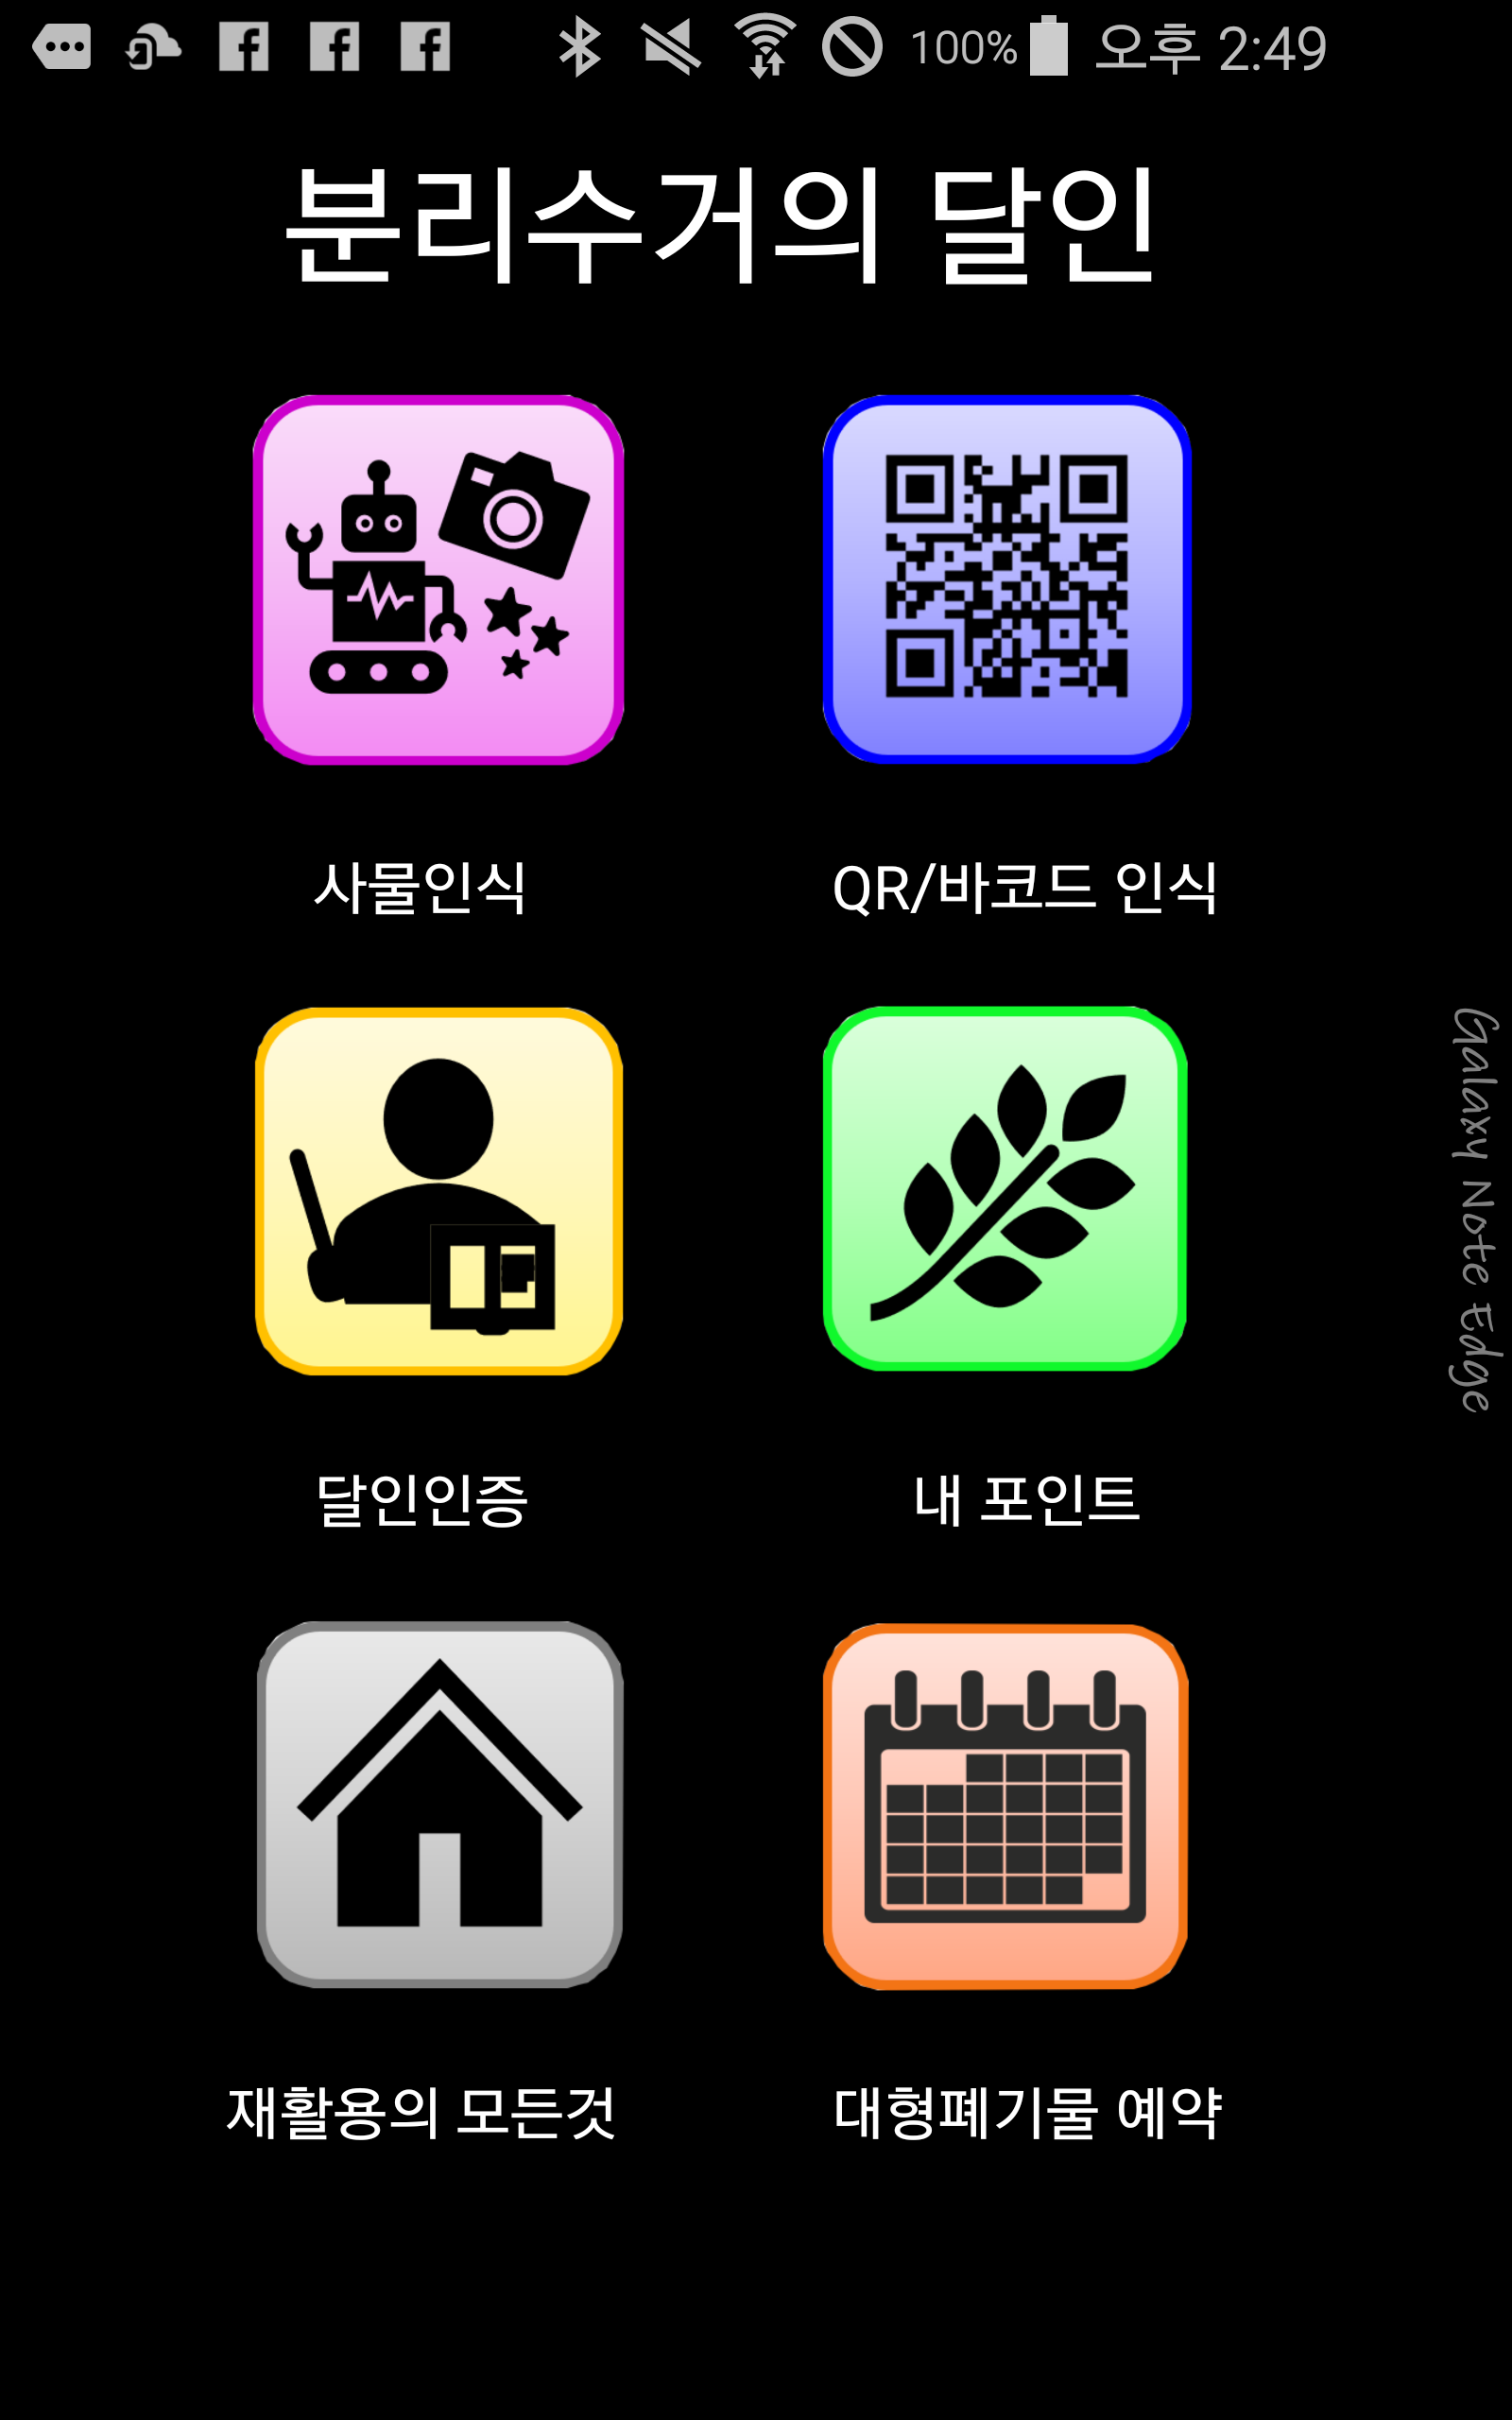 100% 오후 2:49
분리수거의 달인
사물인식
QR/바코드 인식
Galaxy Note Edge
달인인증
내 포인트
재활용의 모든것
대형폐기물 예약